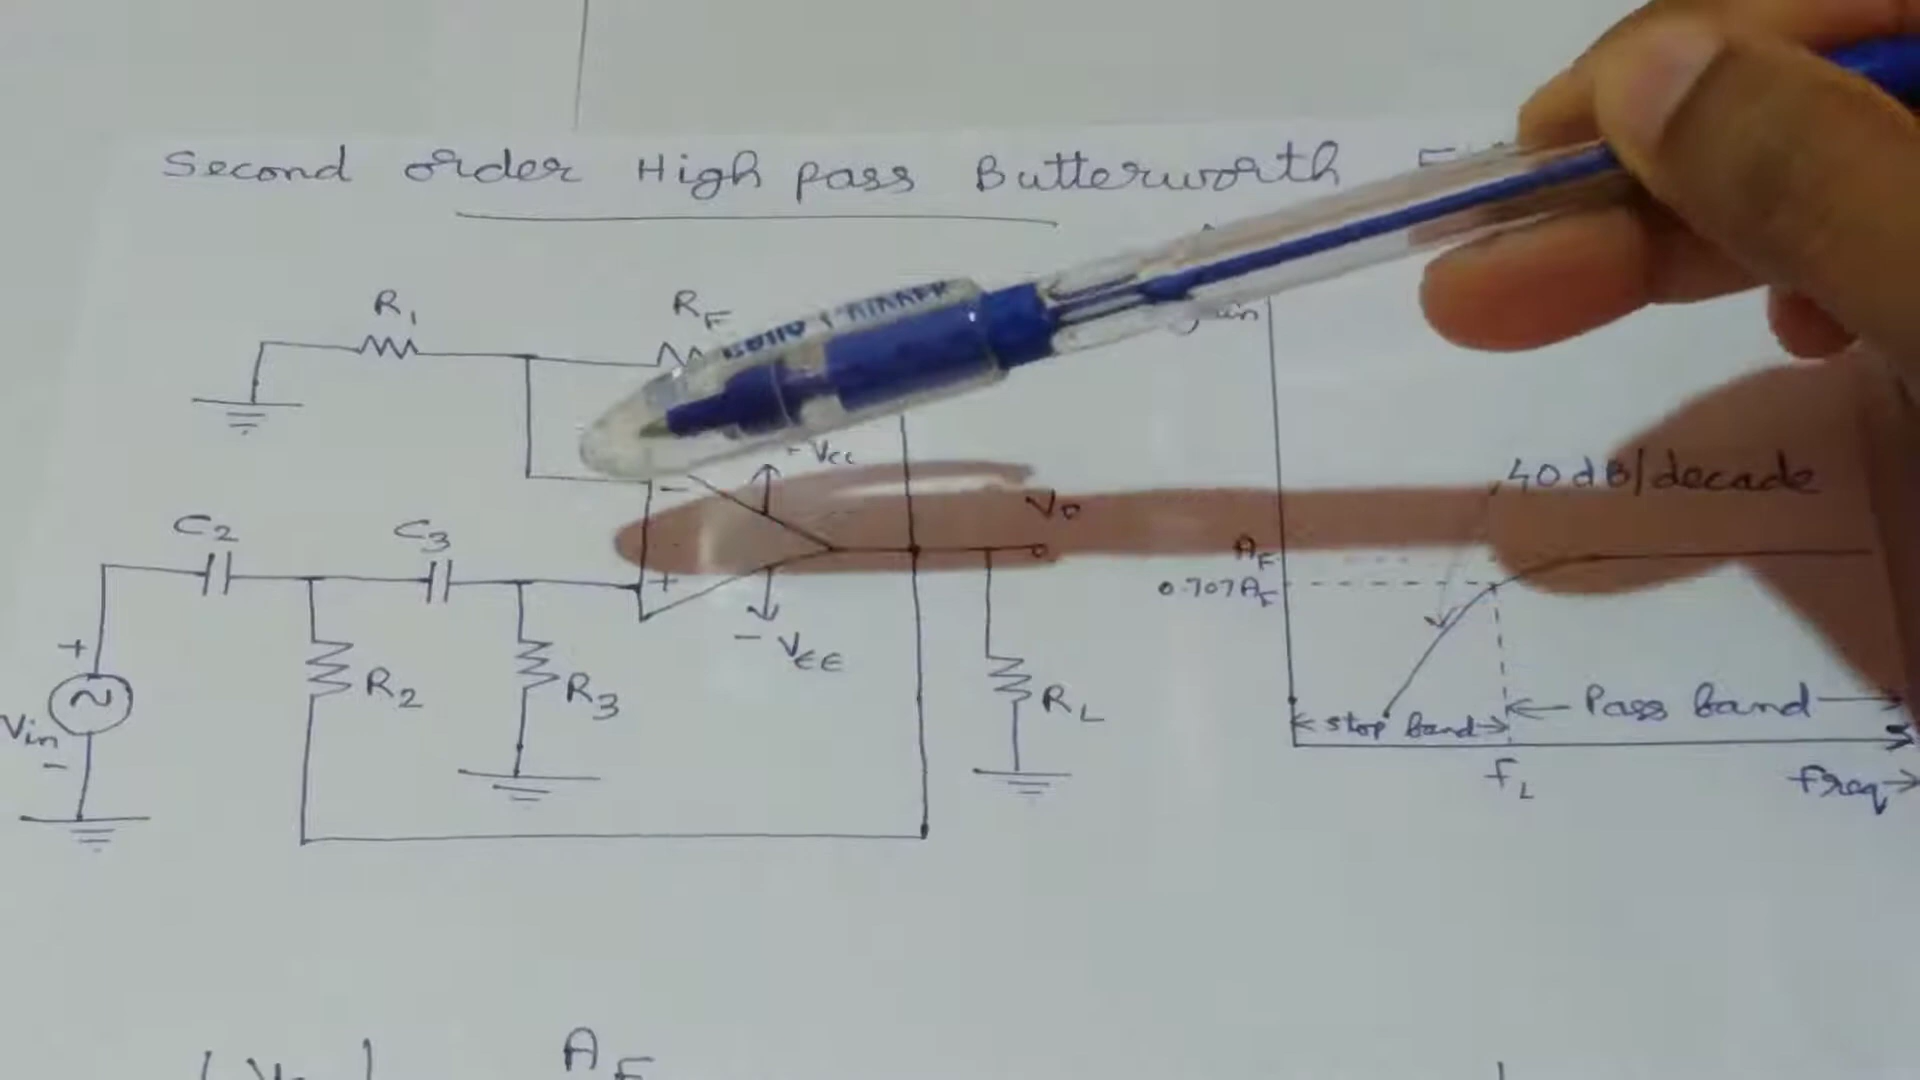 Second order High pass Butterworth
R1
RF
-Vcc
C2
C3
Vo
40 dB/decade
AF
0.707AF
+
-
+
-VEE
R2
R3
RL
Vin
-
<- stop band ->
<- Pass band ->
fL
freq ->
AF